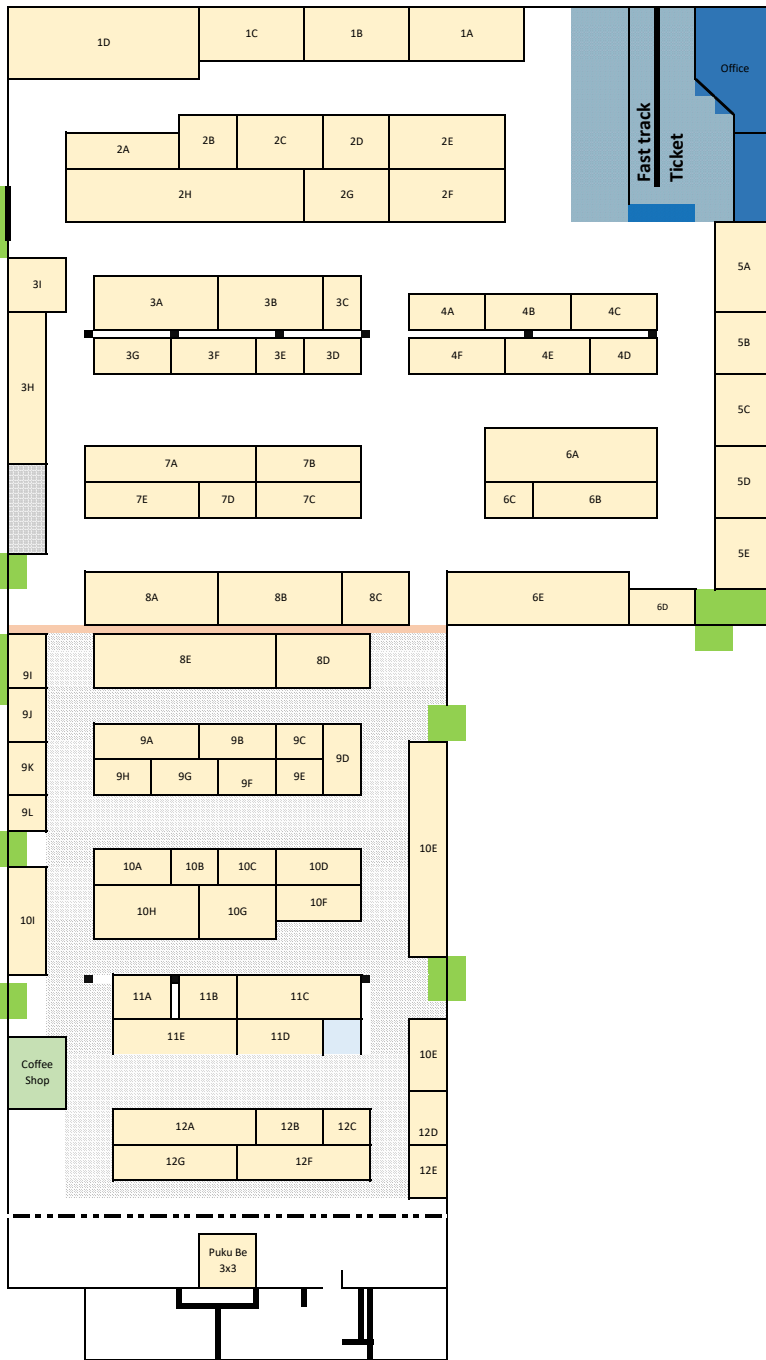 1D
1C
1B
1A
Office
Fast track
Ticket
2A
2B
2C
2D
2E
2H
2G
2F
5A
3I
3A
3B
3C
4A
4B
4C
5B
3G
3F
3E
3D
4F
4E
4D
3H
5C
7A
7B
6A
5D
7E
7D
7C
6C
6B
5E
8A
8B
8C
6E
6D
8E
8D
9I
9J
9A
9B
9C
9D
9K
9H
9G
9F
9E
9L
10E
10A
10B
10C
10D
10I
10H
10G
10F
11A
11B
11C
11E
11D
10E
Coffee
Shop
12A
12B
12C
12D
12G
12F
12E
Puku Be
3x3